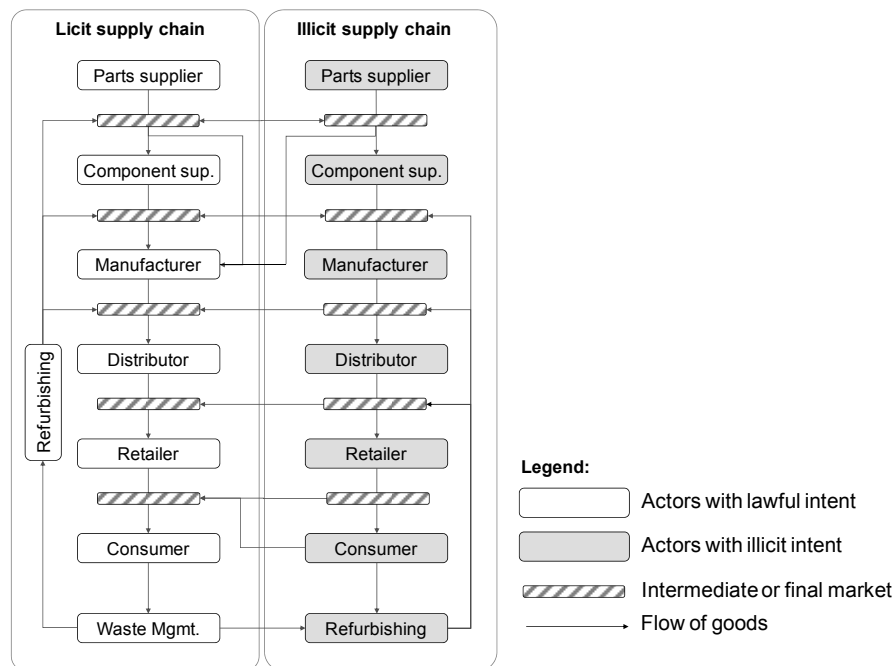 Licit supply chain
Illicit supply chain
Parts supplier
Parts supplier
Component sup.
Component sup.
Manufacturer
Manufacturer
Refurbishing
Distributor
Distributor
Retailer
Retailer
Consumer
Consumer
Waste Mgmt.
Refurbishing
Legend:
Actors with lawful intent
Actors with illicit intent
Intermediate or final market
Flow of goods